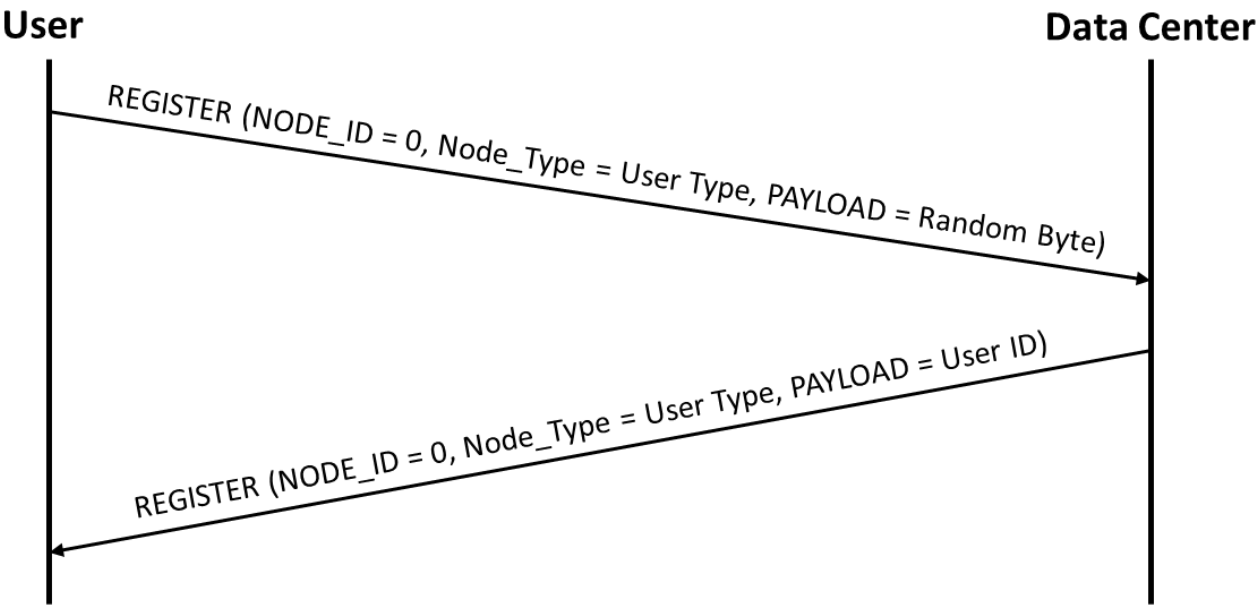 User
Data Center
REGISTER (NODE_ID = 0, Node_Type = User Type, PAYLOAD = Random Byte)
REGISTER (NODE_ID = 0, Node_Type = User Type, PAYLOAD = User ID)